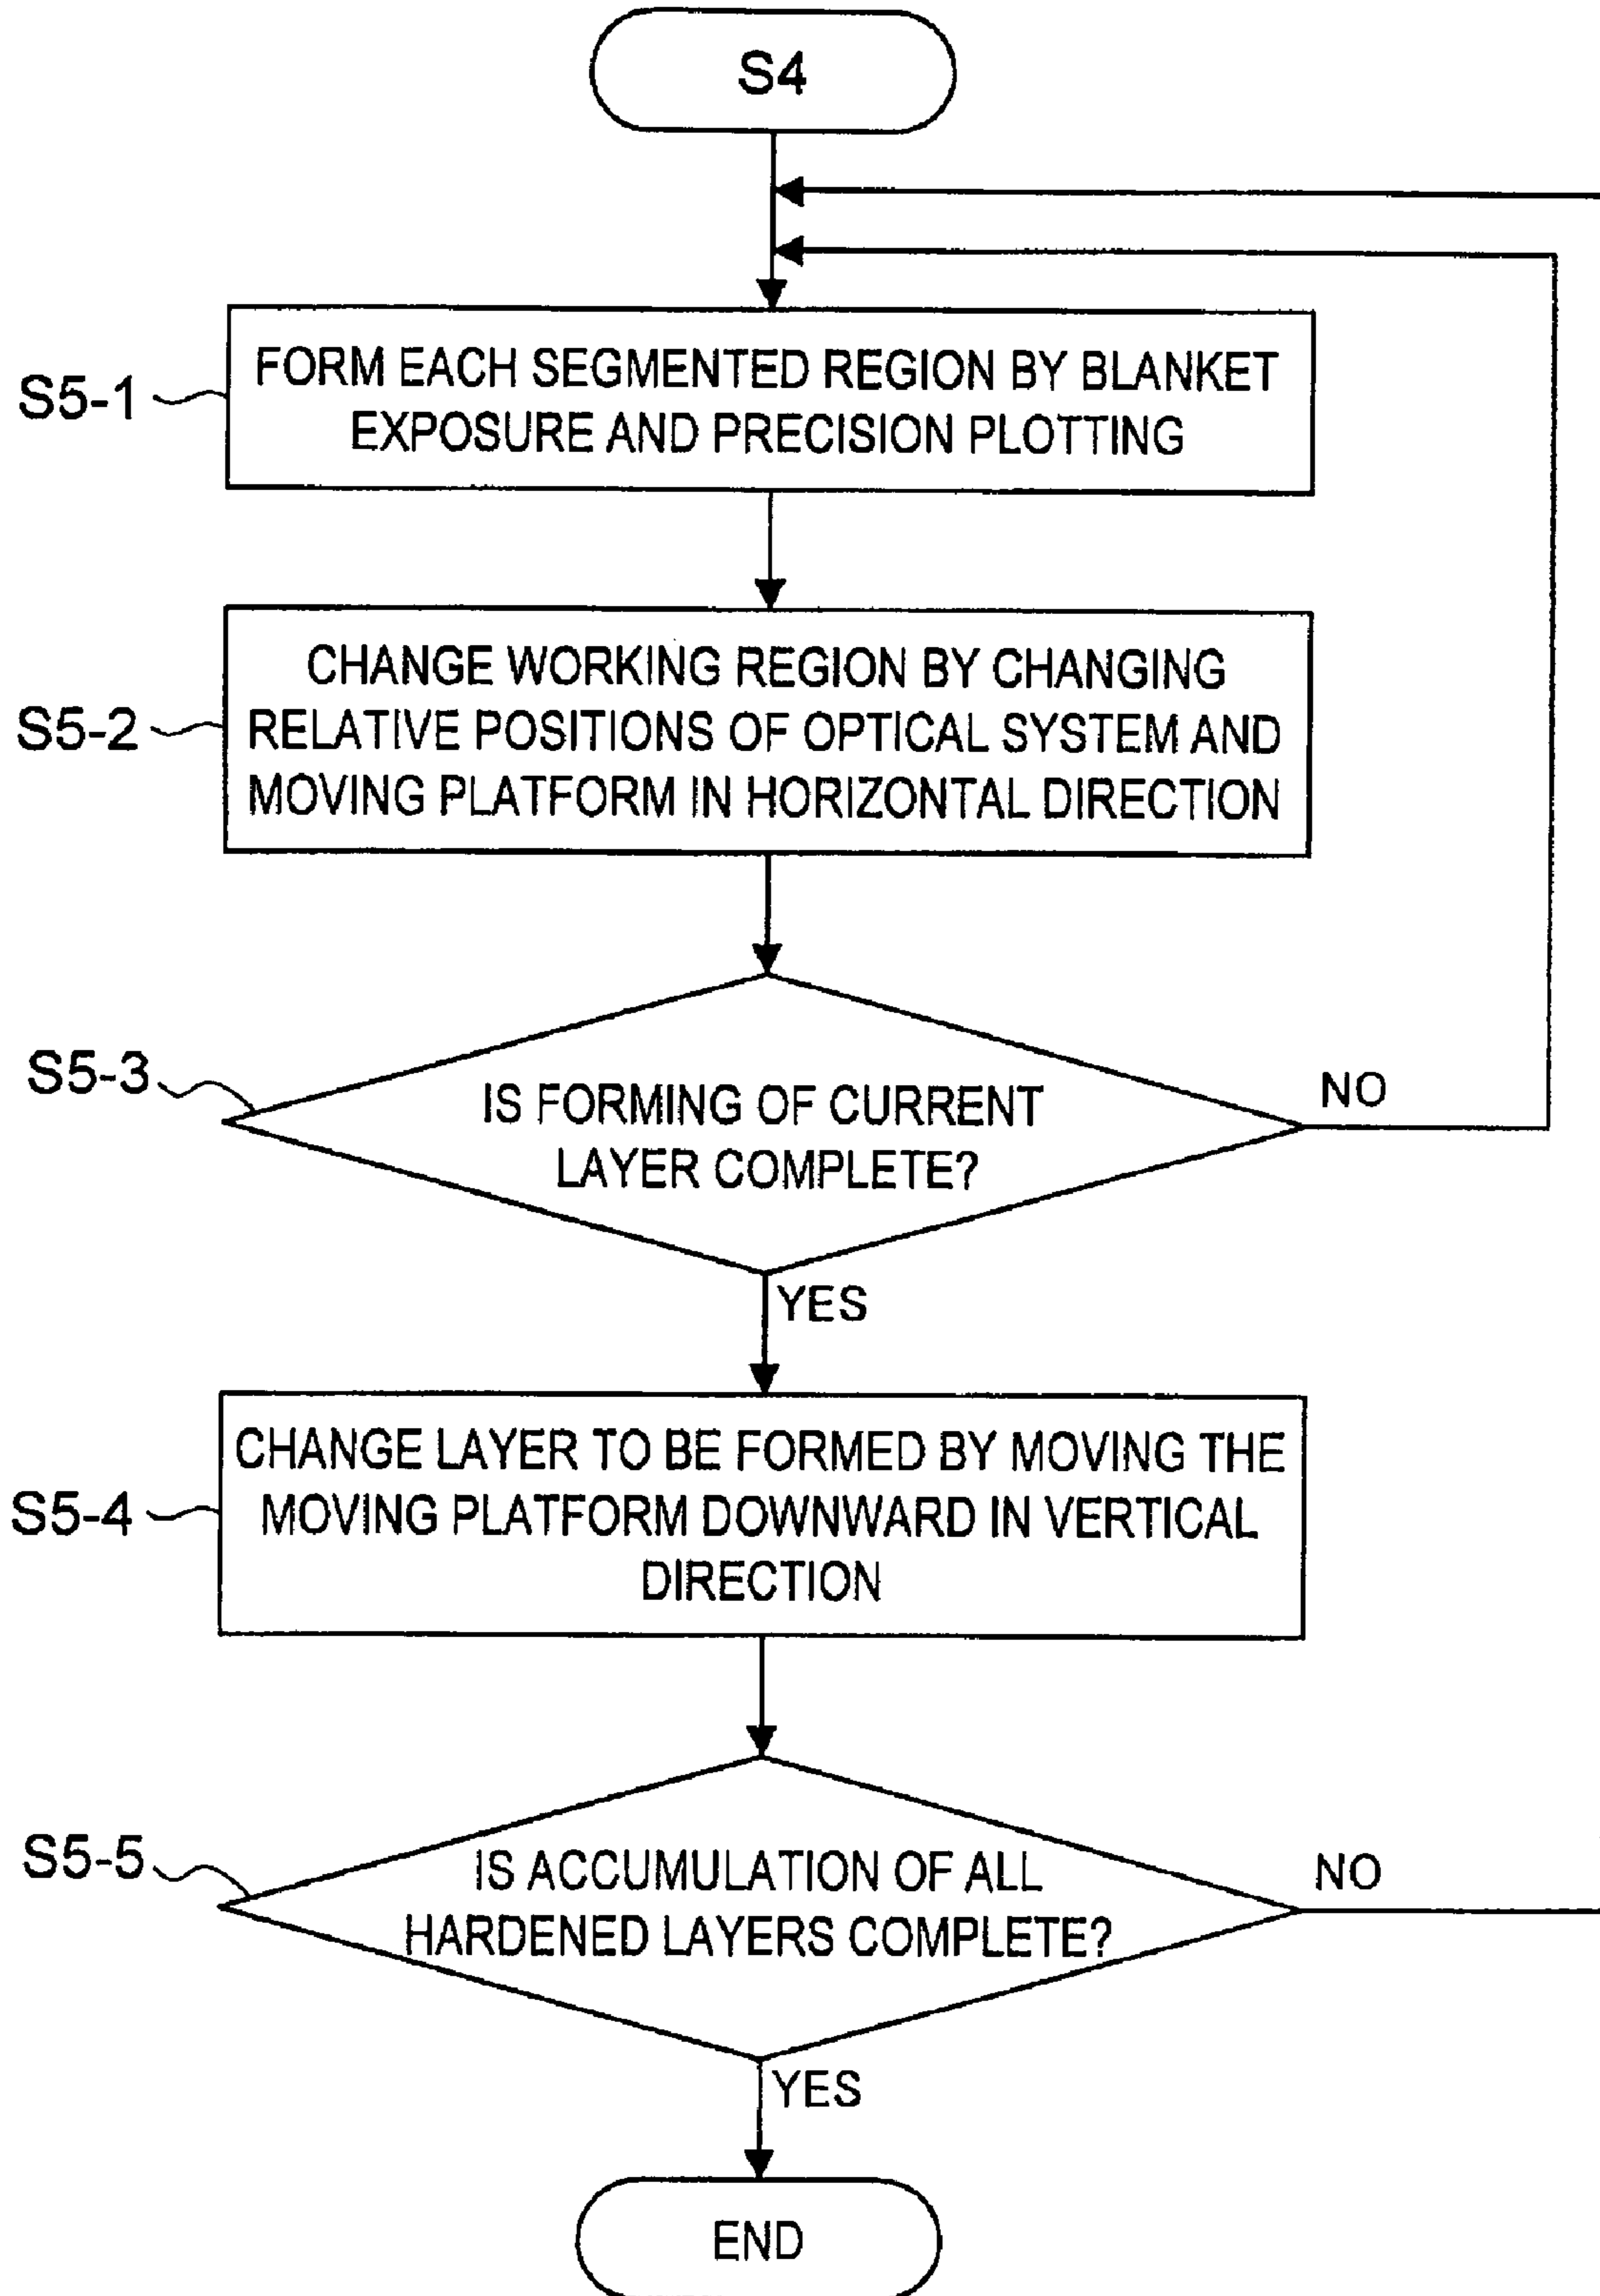 S4
S5-1
FORM EACH SEGMENTED REGION BY BLANKET
EXPOSURE AND PRECISION PLOTTING
S5-2
CHANGE WORKING REGION BY CHANGING
RELATIVE POSITIONS OF OPTICAL SYSTEM AND
MOVING PLATFORM IN HORIZONTAL DIRECTION
S5-3
IS FORMING OF CURRENT
LAYER COMPLETE?
NO
YES
S5-4
CHANGE LAYER TO BE FORMED BY MOVING THE
MOVING PLATFORM DOWNWARD IN VERTICAL
DIRECTION
S5-5
IS ACCUMULATION OF ALL
HARDENED LAYERS COMPLETE?
NO
YES
END